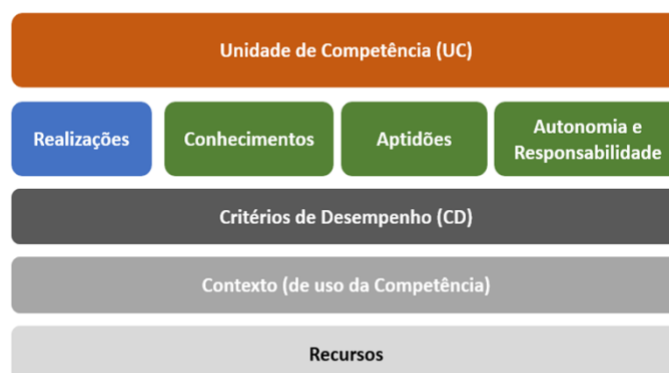 Unidade de Competência (UC)
Realizações
Conhecimentos
Aptidões
Autonomia e
Responsabilidade
Critérios de Desempenho (CD)
Contexto (de uso da Competência)
Recursos